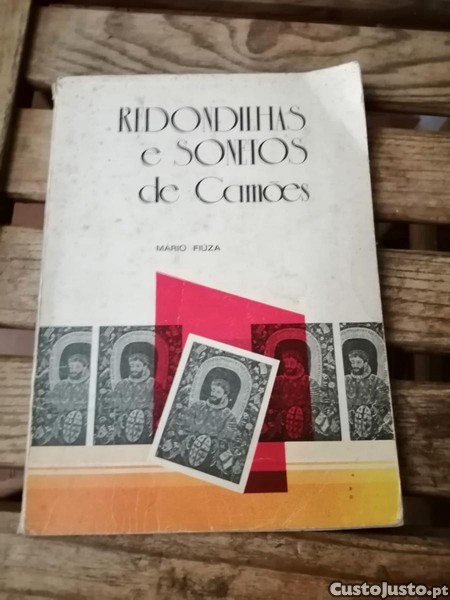 REDONDILHAS
e SONETOS
de Camões
MÁRIO FIÚZA
CustoJusto.pt